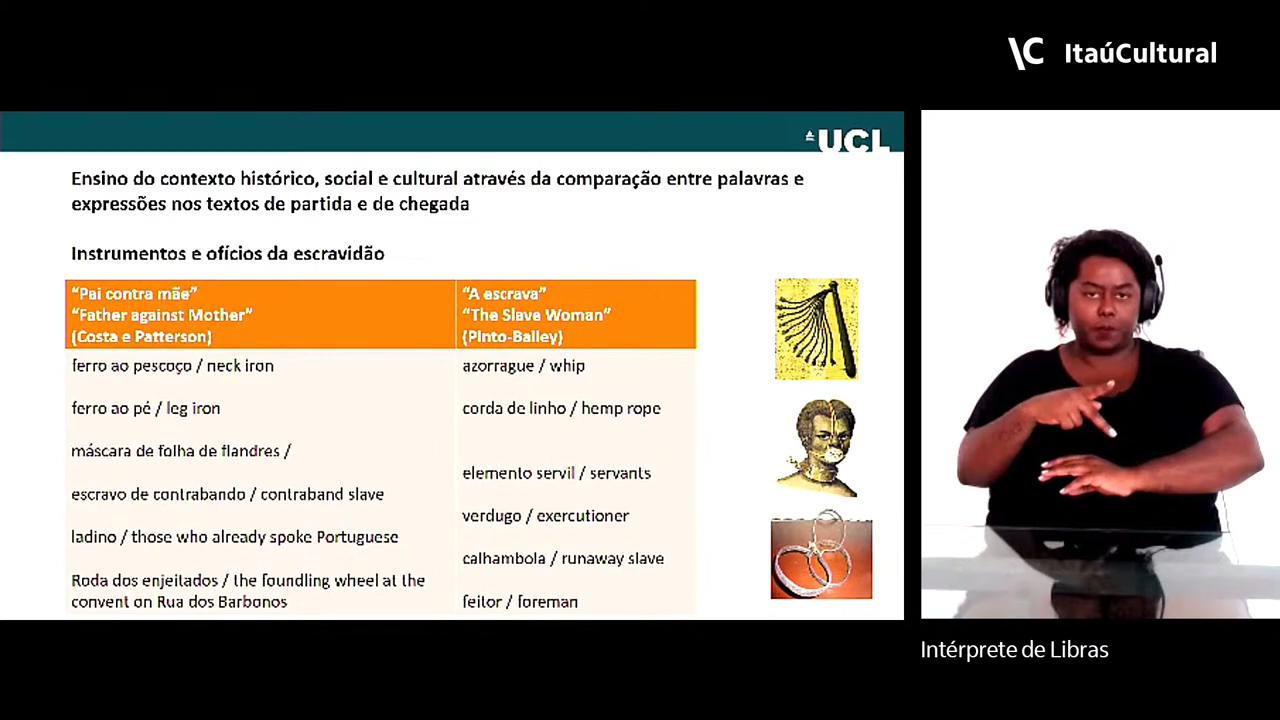 \C ItaúCultural
UCL
Ensino do contexto histórico, social e cultural através da comparação entre palavras e
expressões nos textos de partida e de chegada
Instrumentos e ofícios da escravidão
“Pai contra mãe”
“Father against Mother”
(Costa e Patterson)
ferro ao pescoço / neck iron
ferro ao pé / leg iron
máscara de folha de flandres /
escravo de contrabando / contraband slave
ladino / those who already spoke Portuguese
Roda dos enjeitados / the foundling wheel at the
convent on Rua dos Barbonos
“A escrava”
“The Slave Woman”
(Pinto-Bailey)
azorrague / whip
corda de linho / hemp rope
elemento servil / servants
verdugo / exercutioner
calhambola / runaway slave
feitor / foreman
Intérprete de Libras